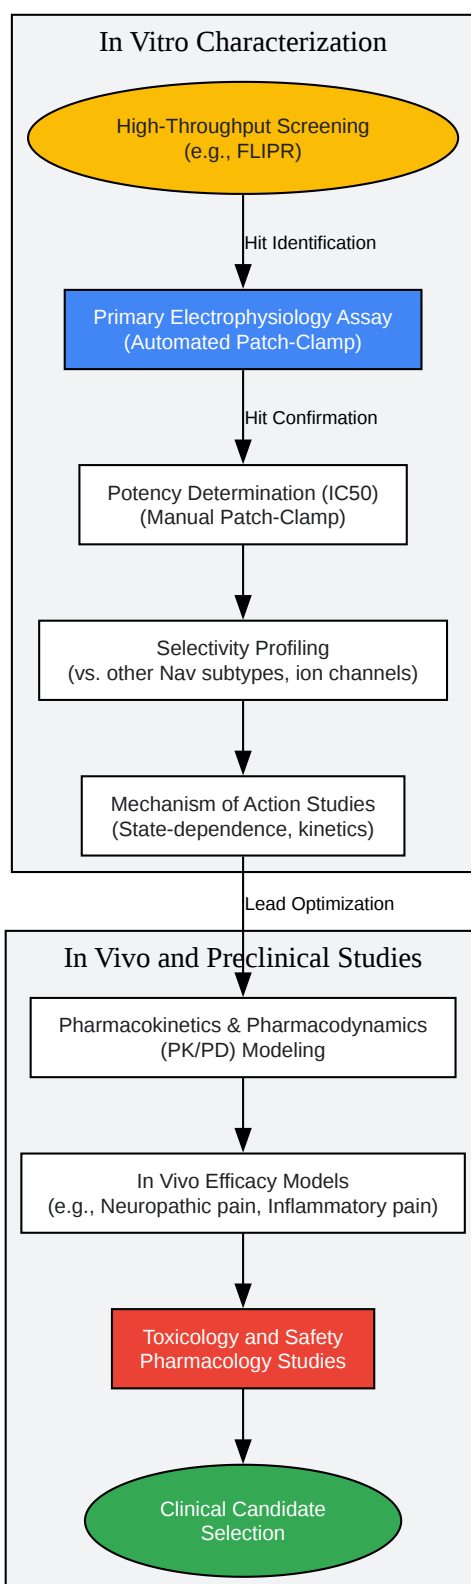 In Vitro Characterization
High-Throughput Screening
(e.g., FLIPR)
Hit Identification
Primary Electrophysiology Assay
(Automated Patch-Clamp)
Hit Confirmation
Potency Determination (IC50)
(Manual Patch-Clamp)
Selectivity Profiling
(vs. other Nav subtypes, ion channels)
Mechanism of Action Studies
(State-dependence, kinetics)
Lead Optimization
In Vivo and Preclinical Studies
Pharmacokinetics & Pharmacodynamics
(PK/PD) Modeling
In Vivo Efficacy Models
(e.g., Neuropathic pain, Inflammatory pain)
Toxicology and Safety
Pharmacology Studies
Clinical Candidate
Selection